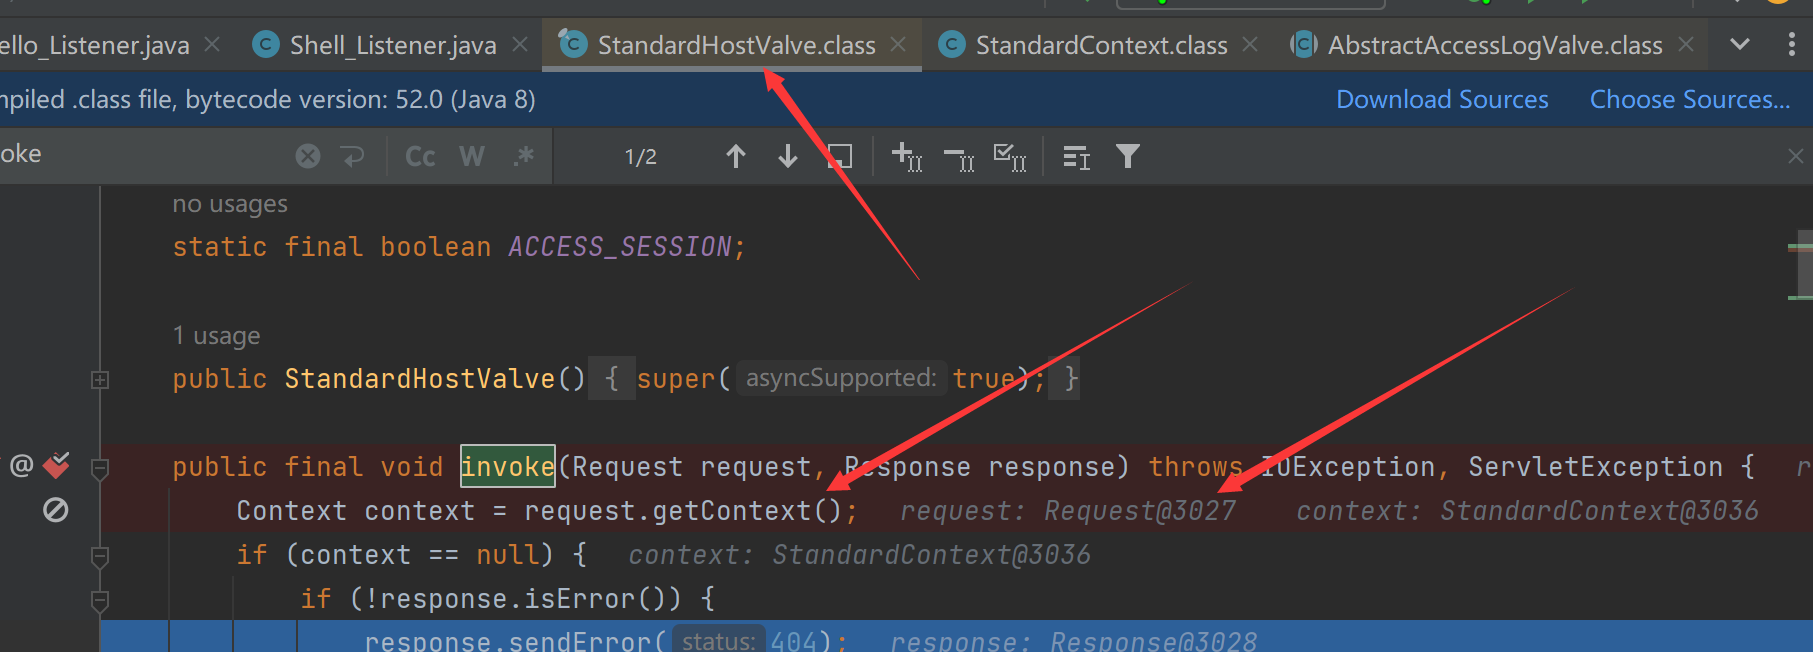 ello_Listener.java Shell_Listener.java StandardHostValve.class StandardContext.class AbstractAccessLogValve.class
mpiled .class file, bytecode version: 52.0 (Java 8) Download Sources Choose Sources...
oke Cc W .* 1/2
no usages
static final boolean ACCESS_SESSION;
1 usage
public StandardHostValve() { super( asyncSupported: true); }
@ public final void invoke(Request request, Response response) throws IOException, ServletException { r
Context context = request.getContext(); request: Request@3027 context: StandardContext@3036
if (context == null) { context: StandardContext@3036
if (!response.isError()) {
response.sendError( status: 404); response: Response@3028